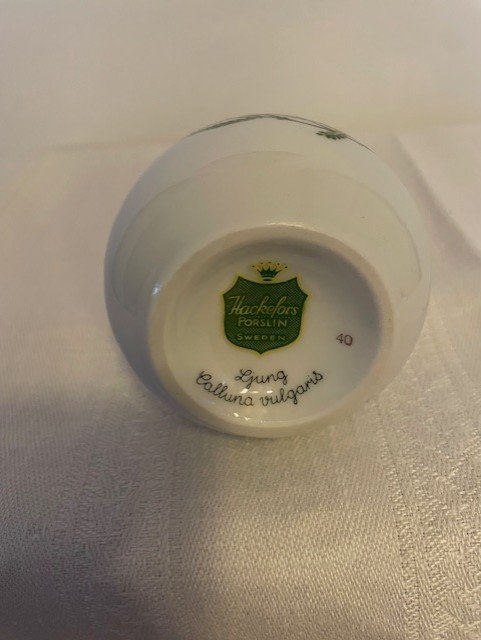 Hackefors
PORSLIN
SWEDEN
40
Ljung
Calluna vulgaris